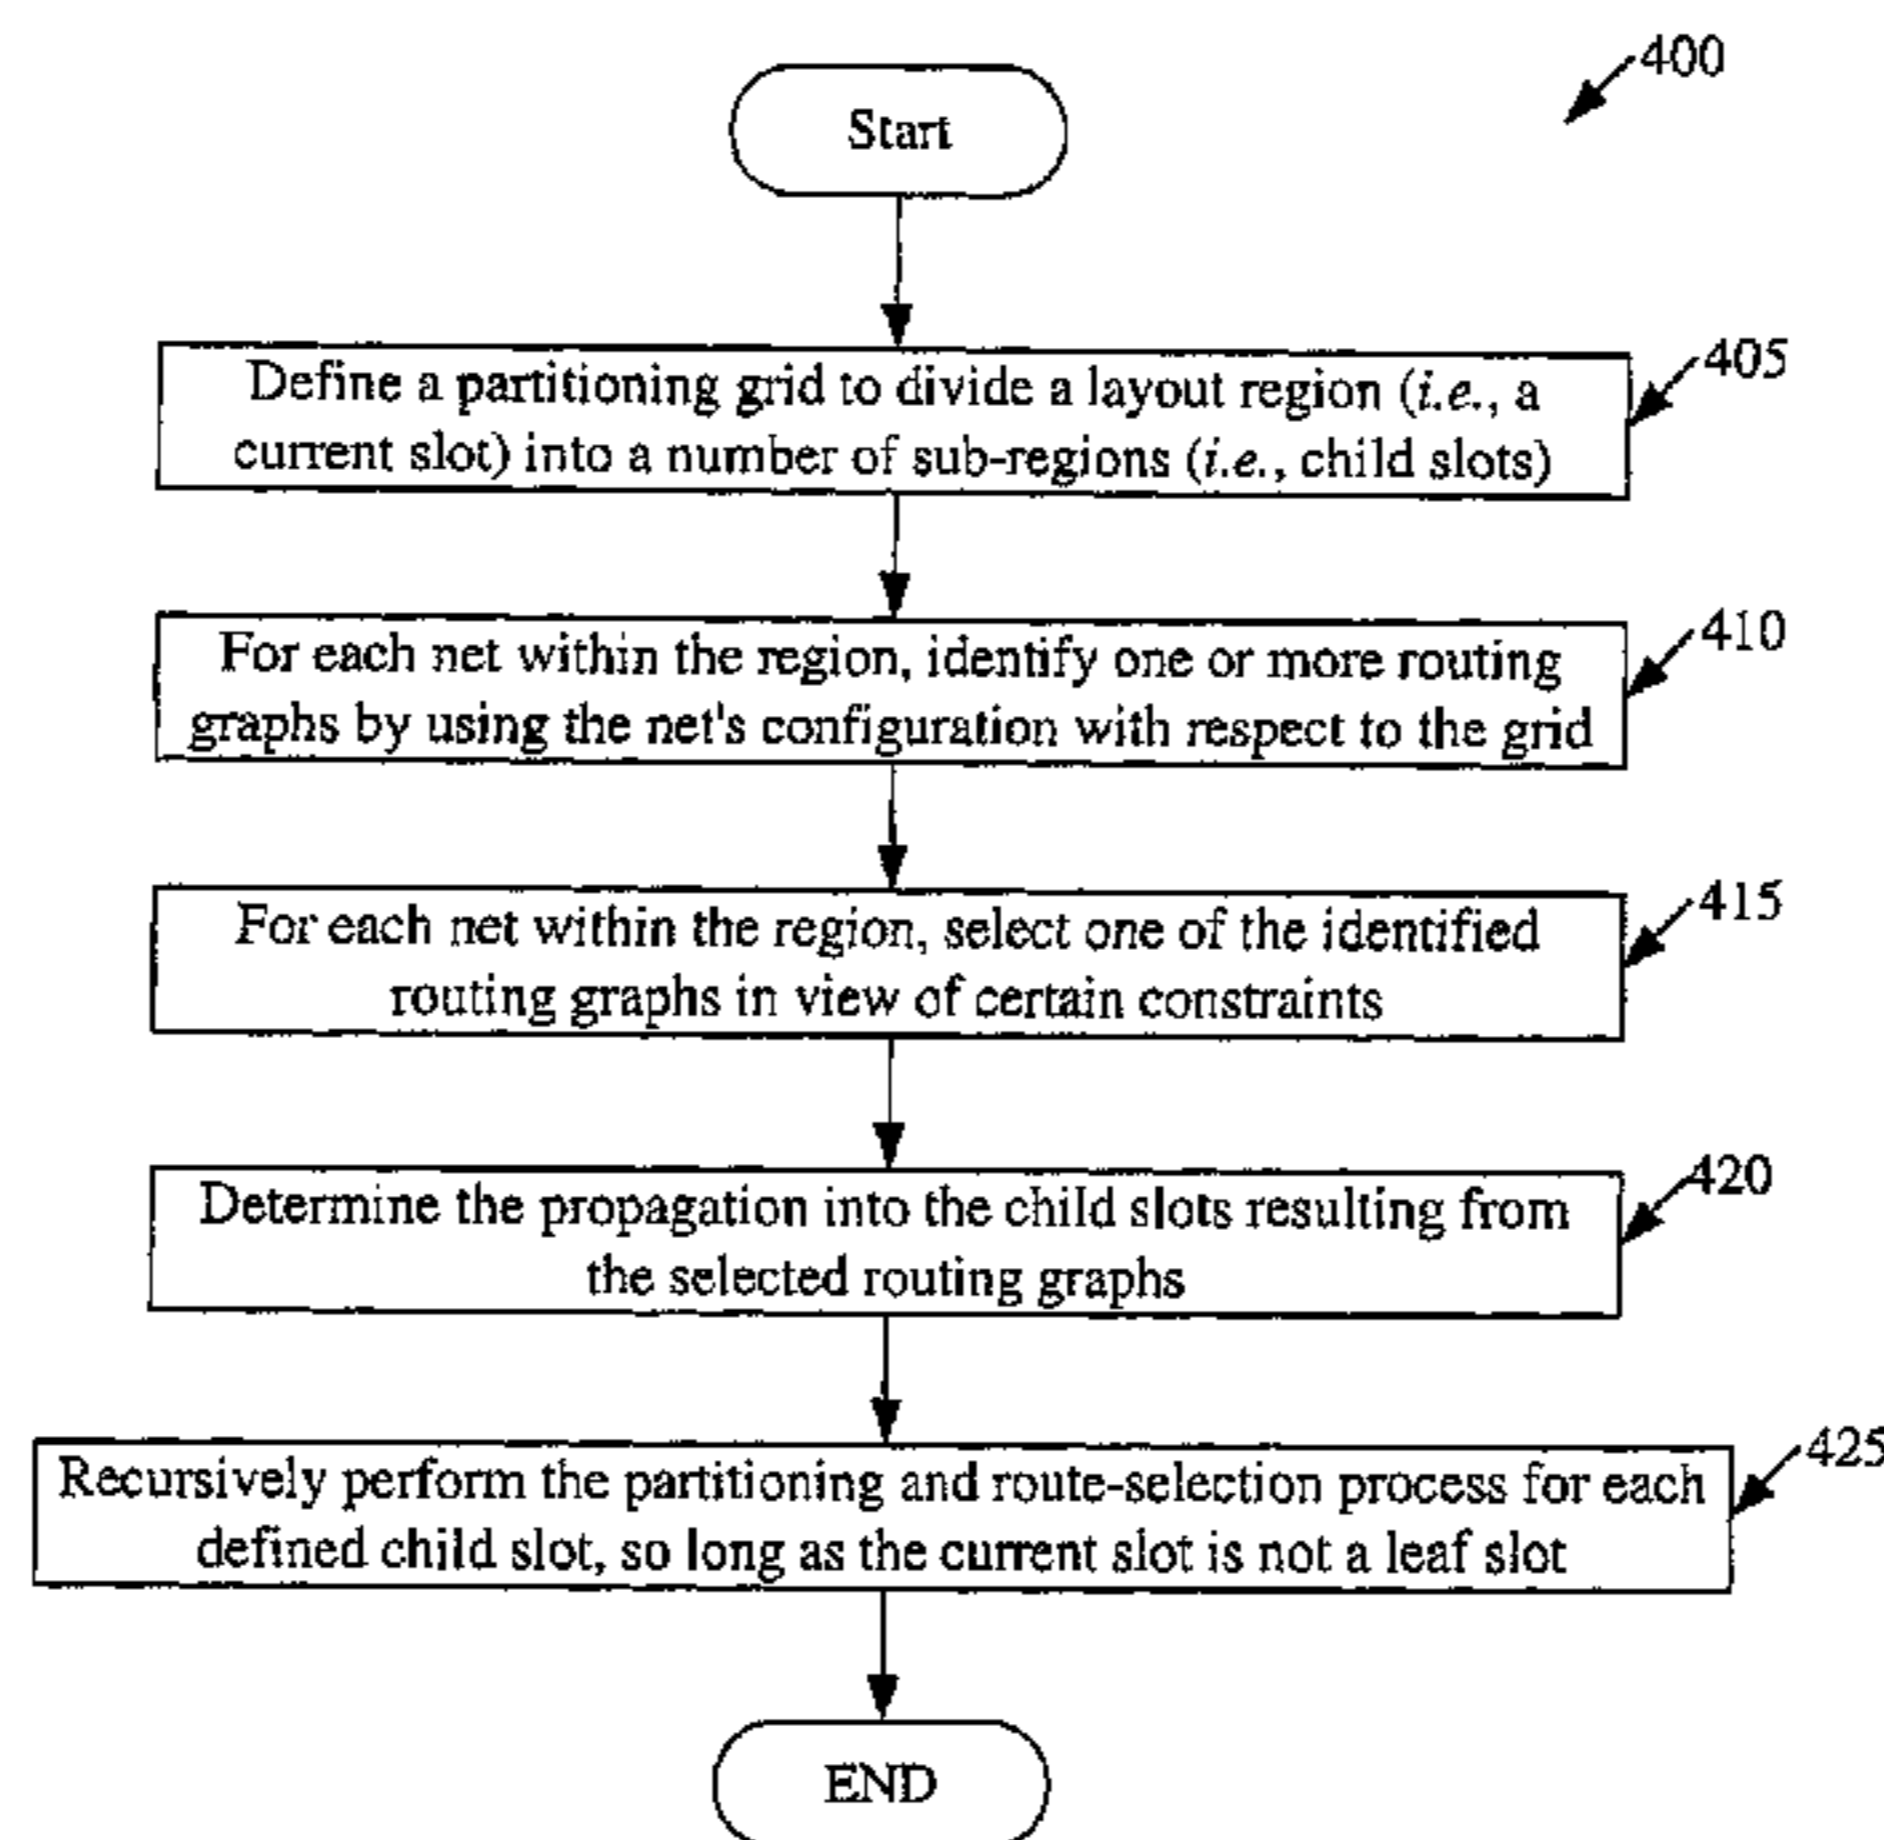 400
Start
405
Define a partitioning grid to divide a layout region (i.e., a
current slot) into a number of sub-regions (i.e., child slots)
410
For each net within the region, identify one or more routing
graphs by using the net's configuration with respect to the grid
415
For each net within the region, select one of the identified
routing graphs in view of certain constraints
420
Determine the propagation into the child slots resulting from
the selected routing graphs
425
Recursively perform the partitioning and route-selection process for each
defined child slot, so long as the current slot is not a leaf slot
END